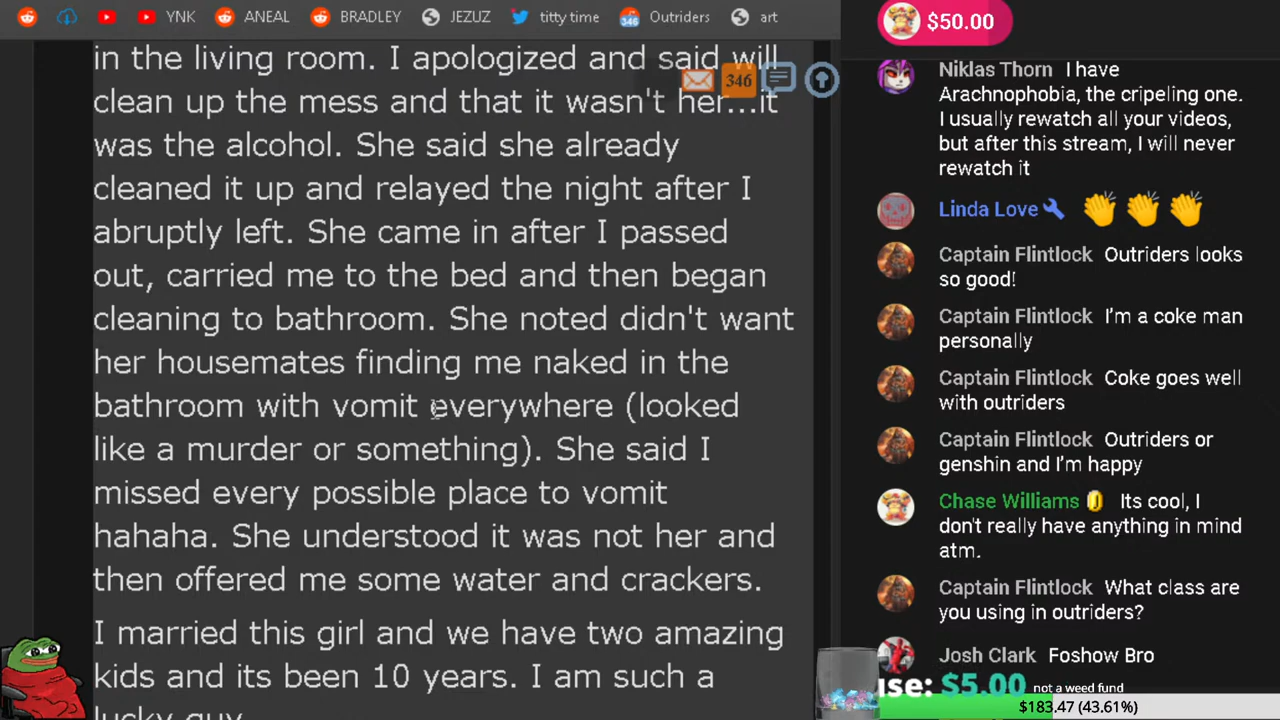 YNK
ANEAL
BRADLEY
JEZUZ
titty time
346
Outriders
art
in the living room. I apologized and said will
346
clean up the mess and that it wasn't her...it
was the alcohol. She said she already
cleaned it up and relayed the night after I
abruptly left. She came in after I passed
out, carried me to the bed and then began
cleaning to bathroom. She noted didn't want
her housemates finding me naked in the
bathroom with vomit everywhere (looked
like a murder or something). She said I
missed every possible place to vomit
hahaha. She understood it was not her and
then offered me some water and crackers.
I married this girl and we have two amazing
kids and its been 10 years. I am such a
lucky guy
$50.00
Niklas Thorn I have
Arachnophobia, the cripeling one.
I usually rewatch all your videos,
but after this stream, I will never
rewatch it
Linda Love 👏 👏 👏
Captain Flintlock Outriders looks
so good!
Captain Flintlock I'm a coke man
personally
Captain Flintlock Coke goes well
with outriders
Captain Flintlock Outriders or
genshin and I'm happy
Chase Williams Its cool, I
don't really have anything in mind
atm.
Captain Flintlock What class are
you using in outriders?
Josh Clark Foshow Bro
use: $5.00
not a weed fund
$183.47 (43.61%)